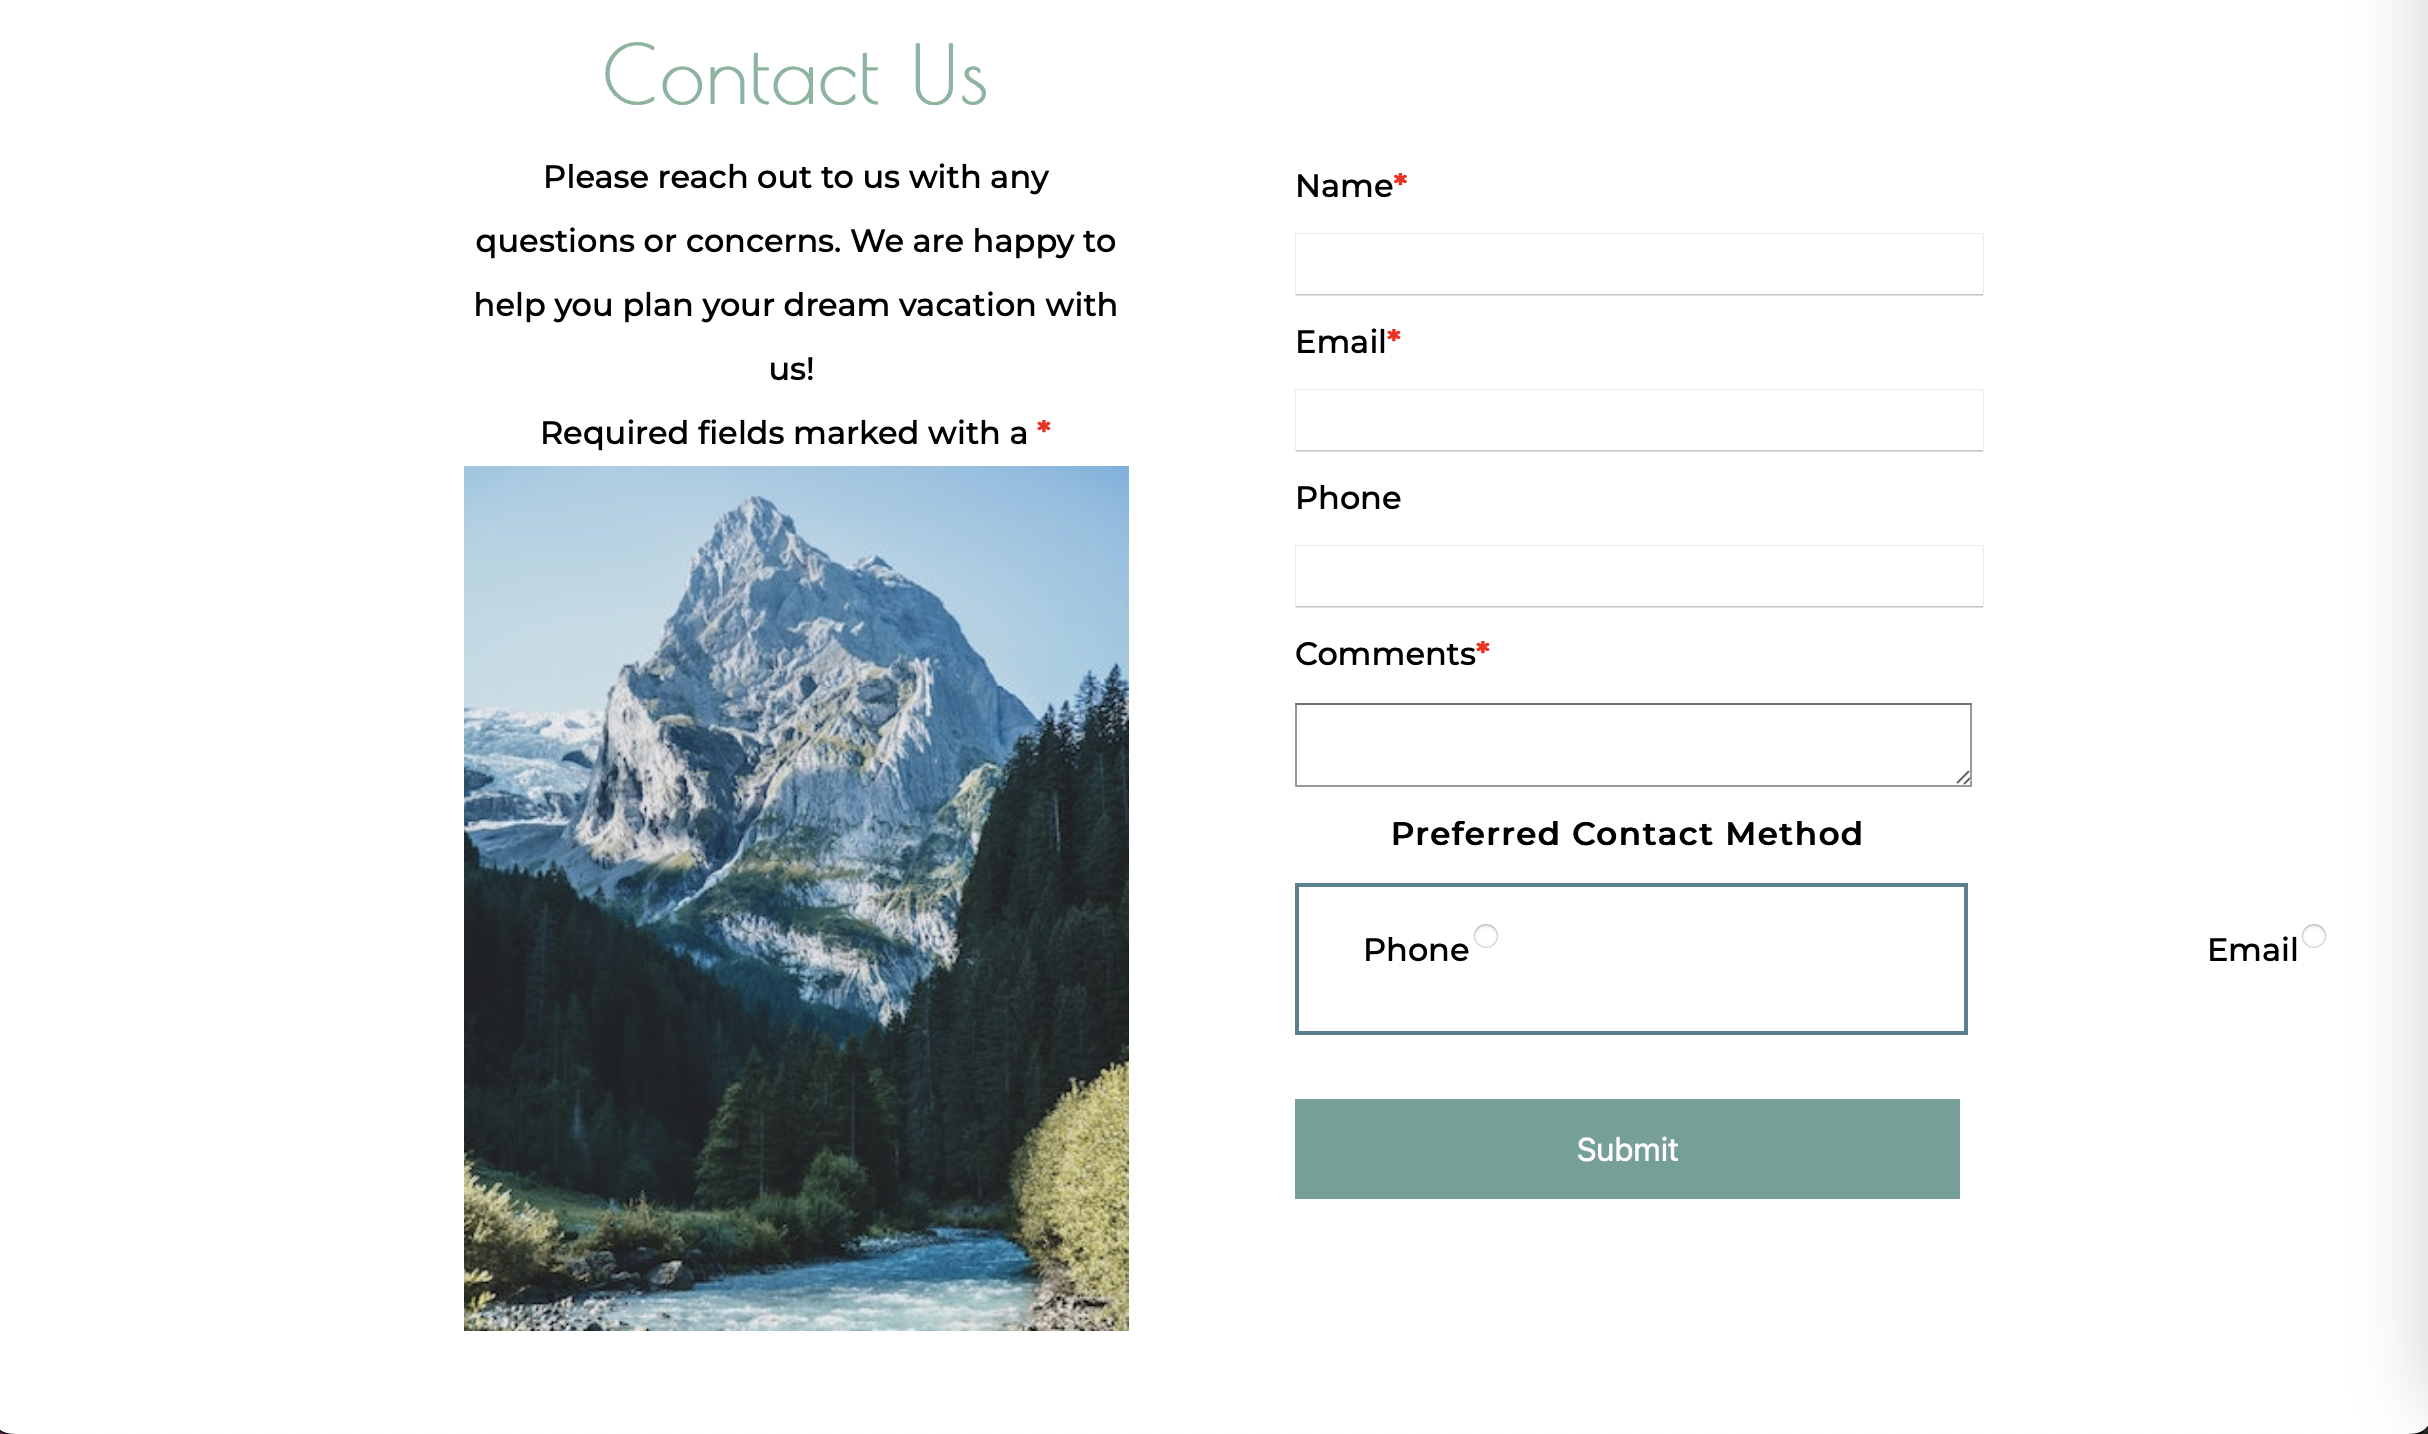 Contact Us
Please reach out to us with any
questions or concerns. We are happy to
help you plan your dream vacation with
us!
Required fields marked with a *
Name*
Email*
Phone
Comments*
Preferred Contact Method
Phone
Email
Submit